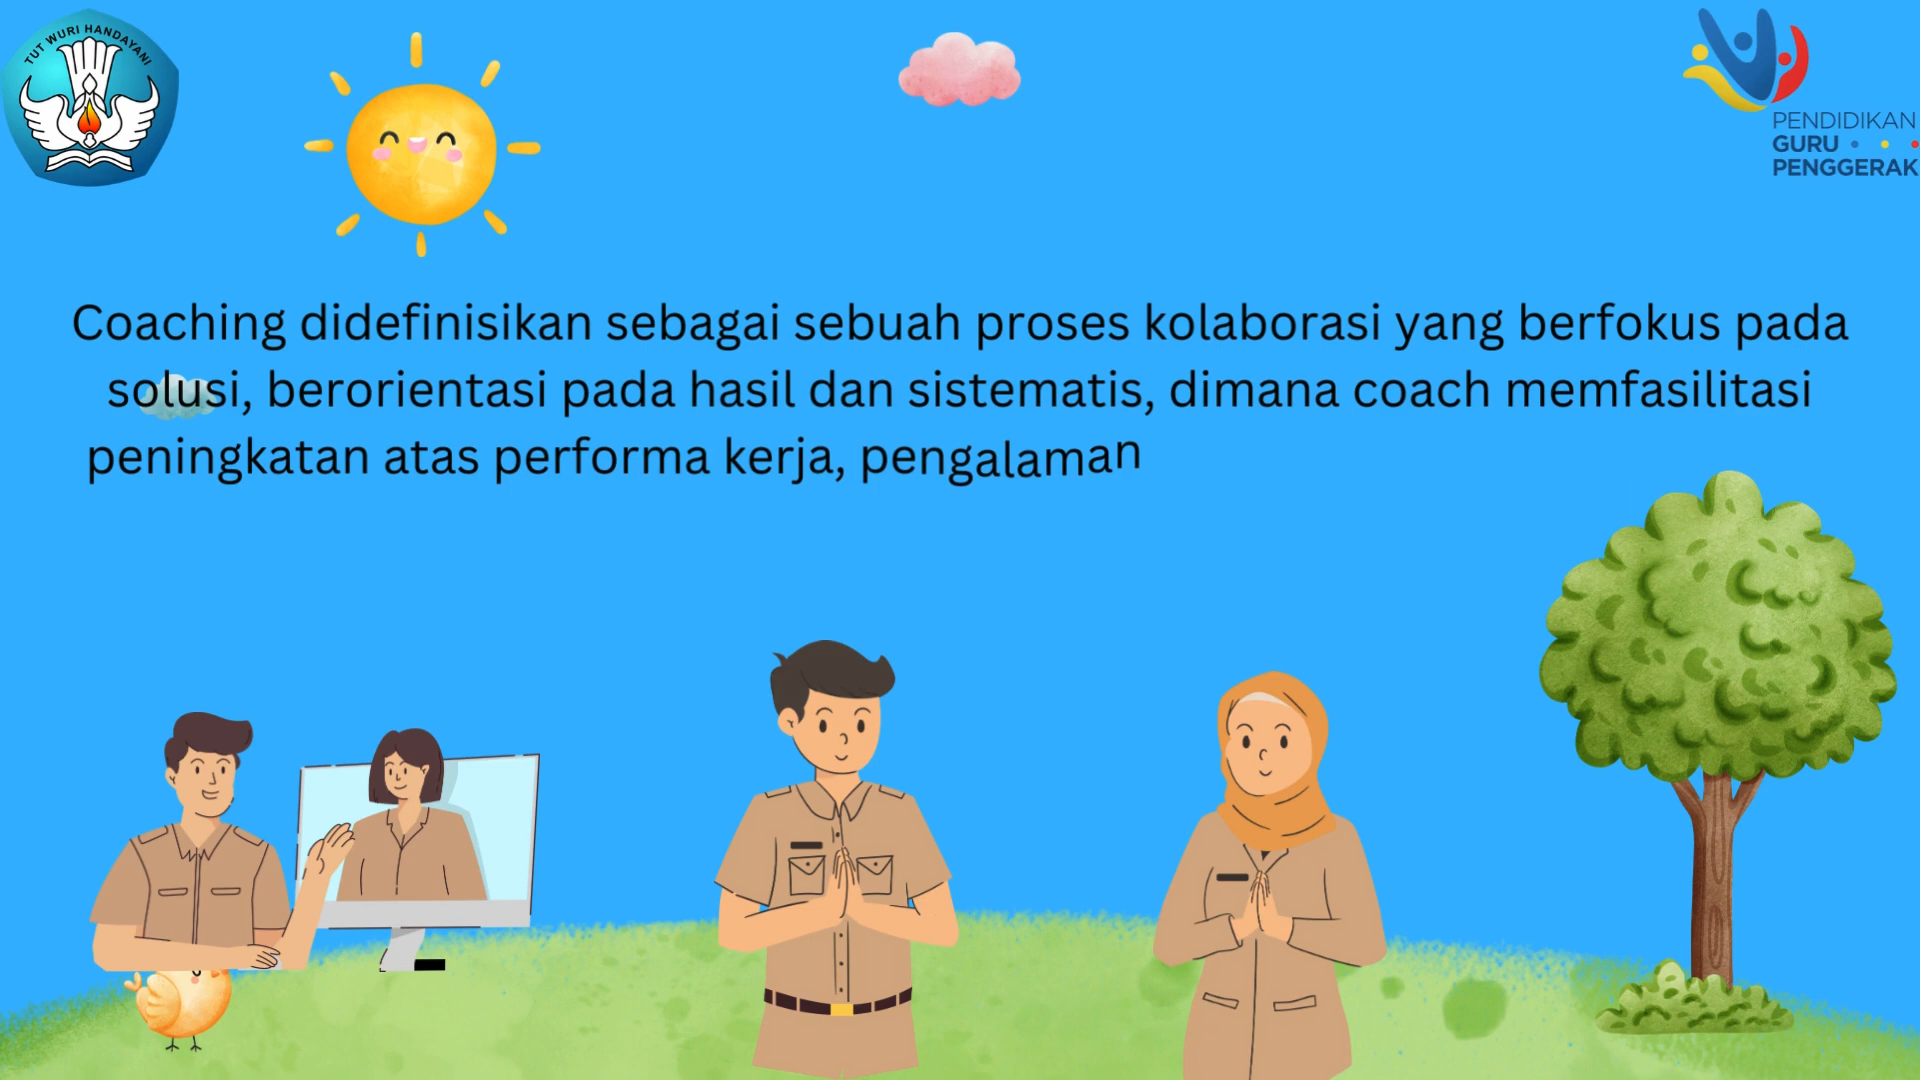 TUT WURI HANDAYANI
PENDIDIKAN
GURU
PENGGERAK
Coaching didefinisikan sebagai sebuah proses kolaborasi yang berfokus pada
solusi, berorientasi pada hasil dan sistematis, dimana coach memfasilitasi
peningkatan atas performa kerja, pengalaman